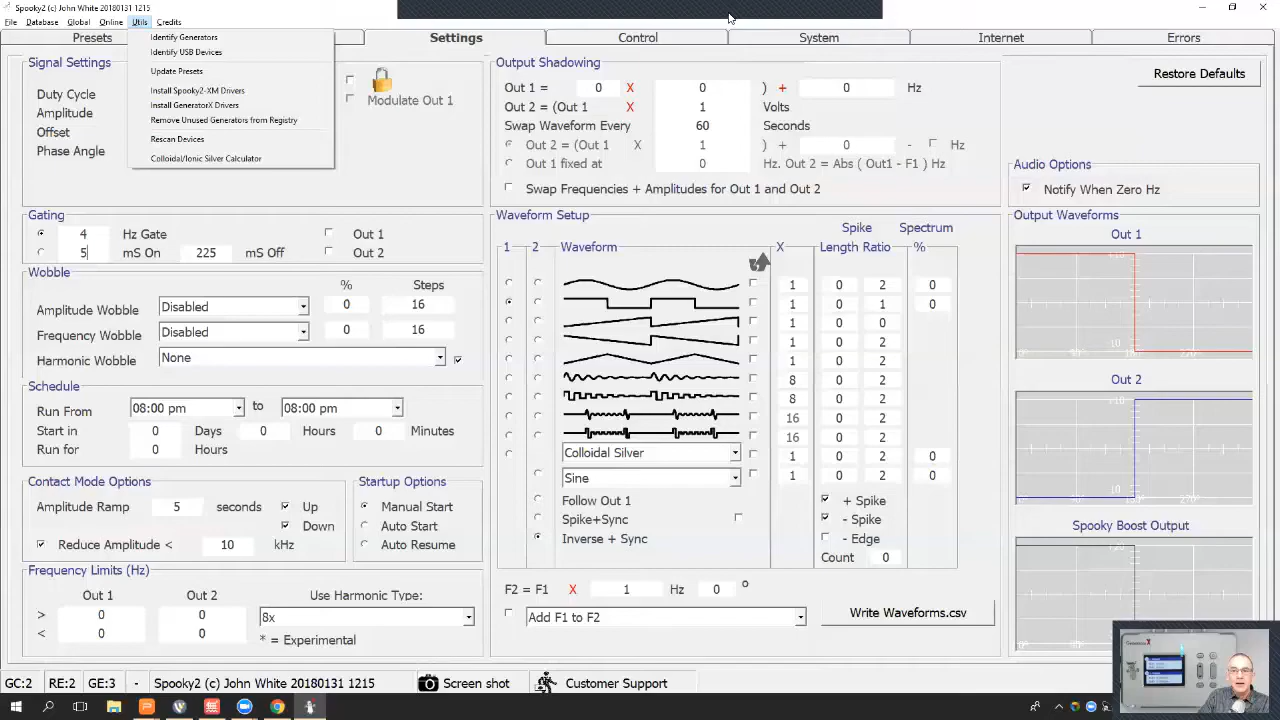 Spooky2 (c) John White 20180131 1215
File Database Global Online Utils Credits
Presets Settings Control System Internet Errors
Identify Generators
Identify USB Devices
Update Presets
Install Spooky2-XM Drivers
Install GeneratorX Drivers
Remove Unused Generators from Registry
Rescan Devices
Colloidal/Ionic Silver Calculator
Signal Settings
Duty Cycle
Amplitude
Offset
Phase Angle
Modulate Out 1
Gating
4 Hz Gate Out 1
5 mS On 225 mS Off Out 2
Wobble
% Steps
Amplitude Wobble Disabled 0 16
Frequency Wobble Disabled 0 16
Harmonic Wobble None
Schedule
Run From 08:00 pm to 08:00 pm
Start in 0 Days 0 Hours 0 Minutes
Run for 0 Hours
Contact Mode Options
Amplitude Ramp 5 seconds Up
Down
Reduce Amplitude < 10 kHz
Startup Options
Manual Start
Auto Start
Auto Resume
Frequency Limits (Hz)
Out 1 Out 2 Use Harmonic Type:
> 0 0 8x
< 0 0 * = Experimental
Output Shadowing
Out 1 = 0 X 0 ) + 0 Hz
Out 2 = (Out 1 X 1 Volts
Swap Waveform Every 60 Seconds
Out 2 = (Out 1 X 1 ) + 0 - Hz
Out 1 fixed at 0 Hz. Out 2 = Abs ( Out1 - F1 ) Hz
Swap Frequencies + Amplitudes for Out 1 and Out 2
Waveform Setup Spike Spectrum
1 2 Waveform X Length Ratio %
1 0 2 0
1 0 1 0
1 0 0
1 0 2
1 0 2
8 0 2
8 0 2
16 0 2
16 0 2
Colloidal Silver 1 0 2 0
Sine 1 0 2 0
Follow Out 1 + Spike
Spike+Sync - Spike
Inverse + Sync - Edge
Count 0
F2 = F1 X 1 Hz 0 o
Add F1 to F2
Write Waveforms.csv
Restore Defaults
Audio Options
Notify When Zero Hz
Output Waveforms
Out 1
Out 2
Spooky Boost Output
GC-2 RE:2 GE:3 - Spooky2 (c) John White 20180131 1215 Screen shot Customer Support